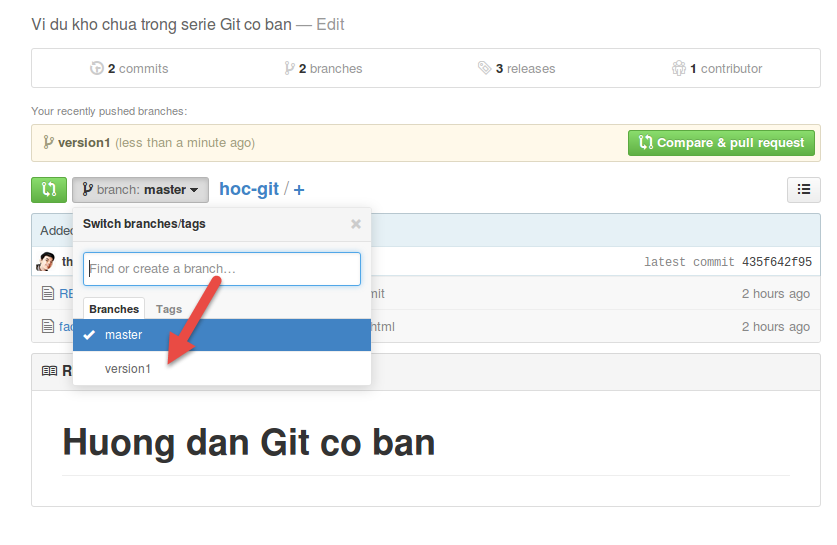 Vi du kho chua trong serie Git co ban — Edit
2 commits
2 branches
3 releases
1 contributor
Your recently pushed branches:
version1 (less than a minute ago)
Compare & pull request
branch: master
hoc-git / +
Switch branches/tags
Added
Find or create a branch…
th
latest commit 435f642f95
RE
mit
2 hours ago
Branches
Tags
fac
html
2 hours ago
master
version1
R
Huong dan Git co ban